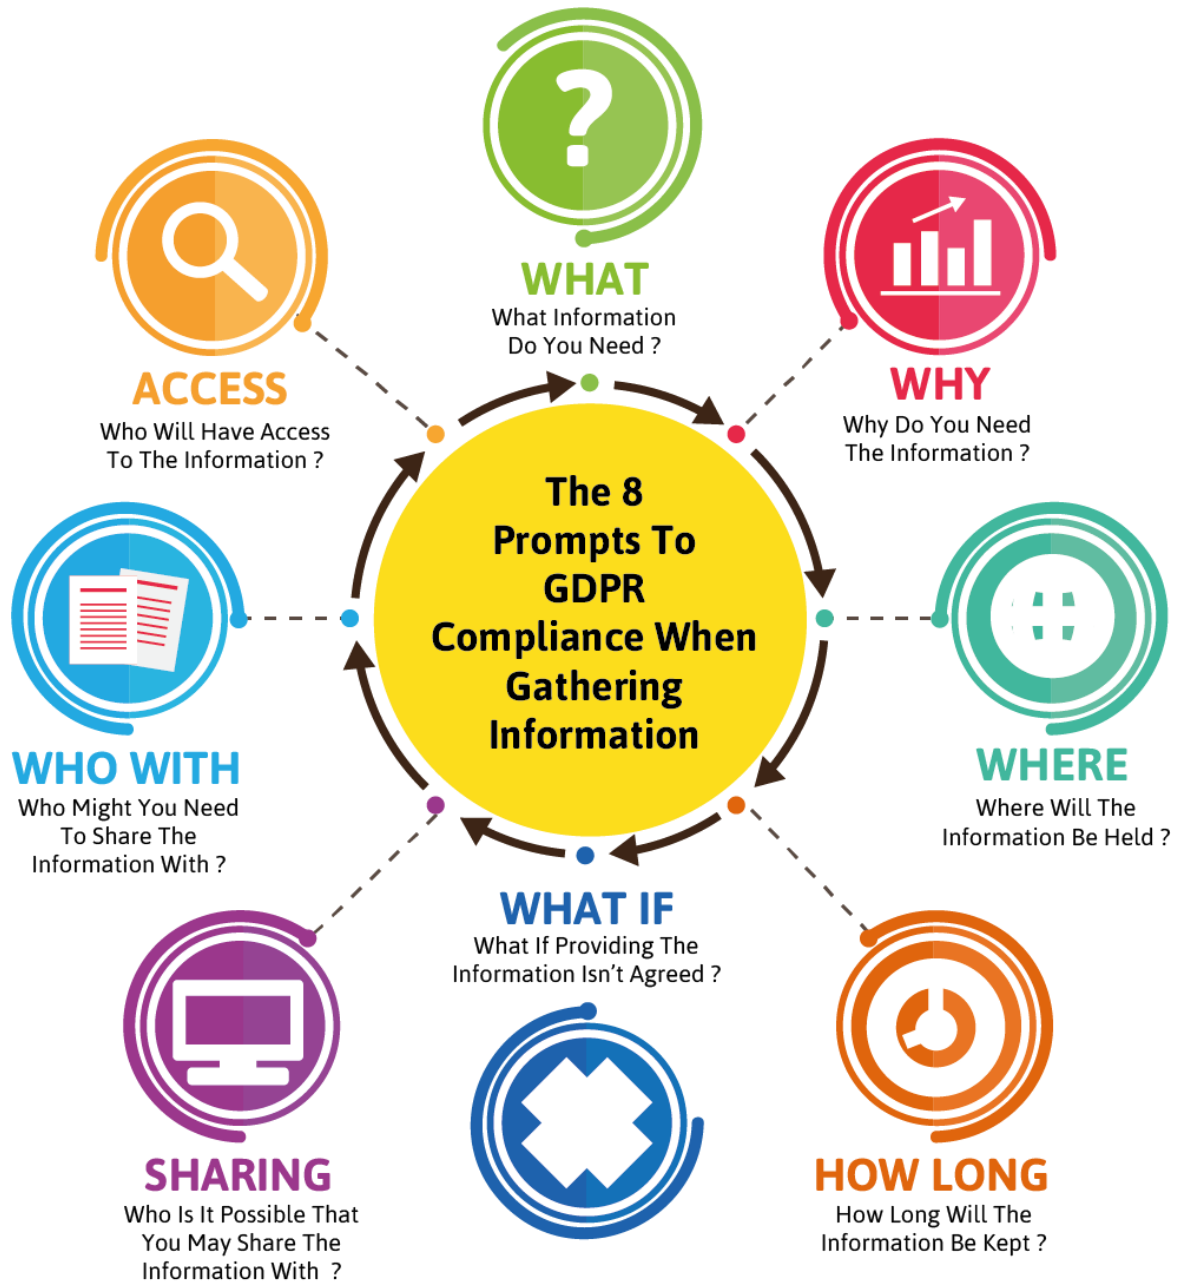 WHAT
What Information
Do You Need ?
WHY
Why Do You Need
The Information ?
WHERE
Where Will The
Information Be Held ?
HOW LONG
How Long Will The
Information Be Kept ?
WHAT IF
What If Providing The
Information Isn't Agreed ?
SHARING
Who Is It Possible That
You May Share The
Information With ?
WHO WITH
Who Might You Need
To Share The
Information With ?
ACCESS
Who Will Have Access
To The Information ?
The 8
Prompts To
GDPR
Compliance When
Gathering
Information